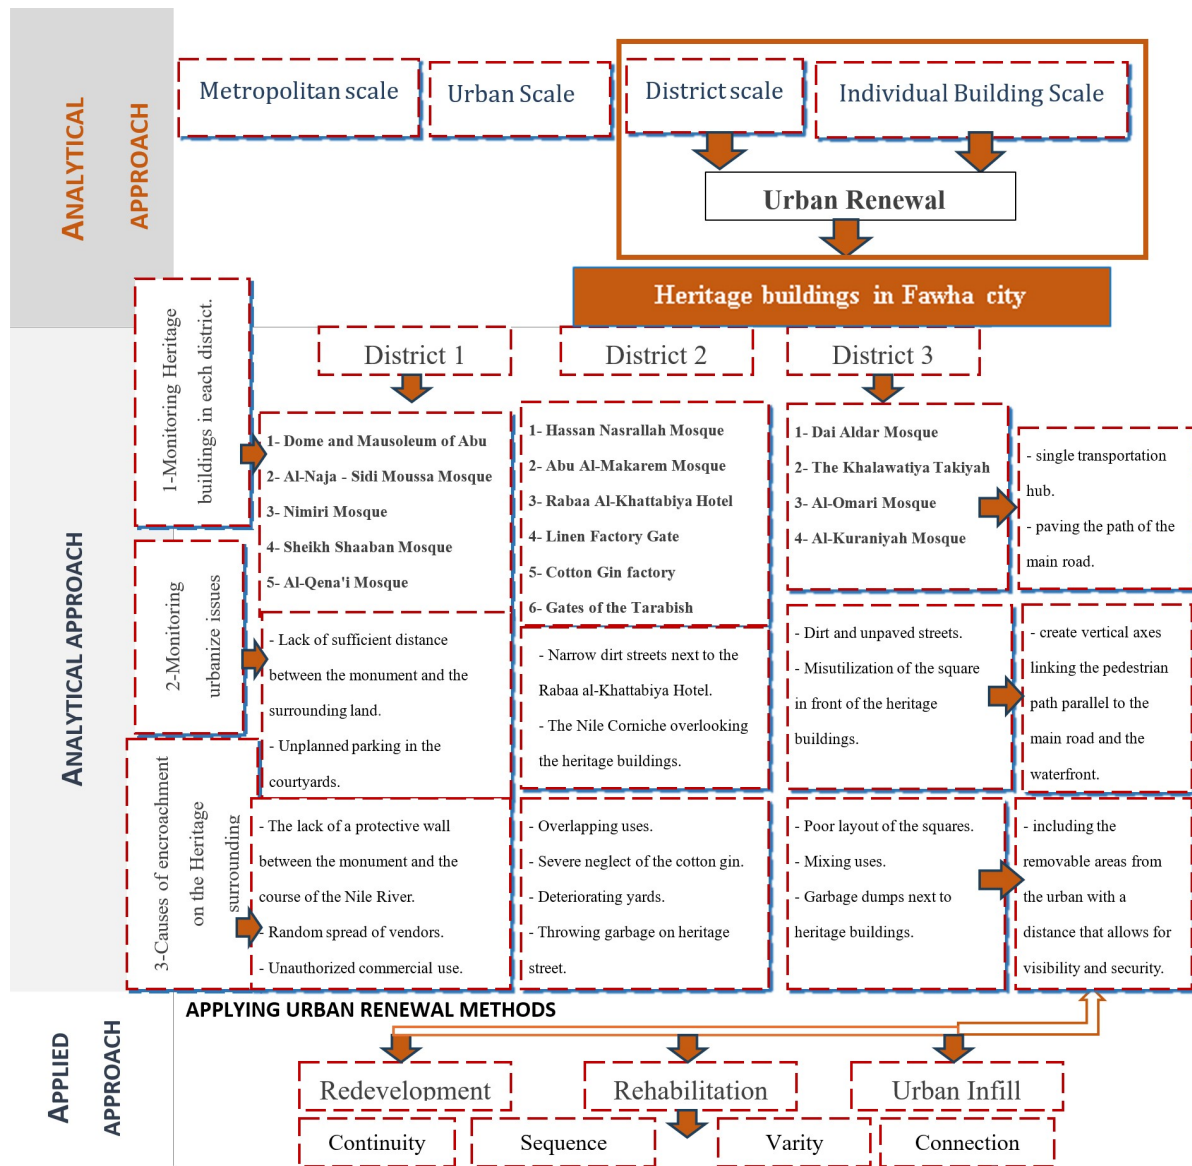 ANALYTICAL
APPROACH
Metropolitan scale
Urban Scale
District scale
Individual Building Scale
Urban Renewal
Heritage buildings in Fawha city
ANALYTICAL APPROACH
1-Monitoring Heritage
buildings in each district.
2-Monitoring
urbanize issues
3-Causes of encroachment
on the Heritage
surrounding
District 1
1- Dome and Mausoleum of Abu
2- Al-Naja - Sidi Moussa Mosque
3- Nimiri Mosque
4- Sheikh Shaaban Mosque
5- Al-Qena'i Mosque
- Lack of sufficient distance
between the monument and the
surrounding land.
- Unplanned parking in the
courtyards.
- The lack of a protective wall
between the monument and the
course of the Nile River.
- Random spread of vendors.
- Unauthorized commercial use.
District 2
1- Hassan Nasrallah Mosque
2- Abu Al-Makarem Mosque
3- Rabaa Al-Khattabiya Hotel
4- Linen Factory Gate
5- Cotton Gin factory
6- Gates of the Tarabish
- Narrow dirt streets next to the
Rabaa al-Khattabiya Hotel.
- The Nile Corniche overlooking
the heritage buildings.
- Overlapping uses.
- Severe neglect of the cotton gin.
- Deteriorating yards.
- Throwing garbage on heritage
street.
District 3
1- Dai Aldar Mosque
2- The Khalawatiya Takiyah
3- Al-Omari Mosque
4- Al-Kuraniyah Mosque
- Dirt and unpaved streets.
- Misutilization of the square
in front of the heritage
buildings.
- Poor layout of the squares.
- Mixing uses.
- Garbage dumps next to
heritage buildings.
- single transportation
hub.
- paving the path of the
main road.
- create vertical axes
linking the pedestrian
path parallel to the
main road and the
waterfront.
- including the
removable areas from
the urban with a
distance that allows for
visibility and security.
APPLIED
APPROACH
APPLYING URBAN RENEWAL METHODS
Redevelopment
Rehabilitation
Urban Infill
Continuity
Sequence
Varity
Connection